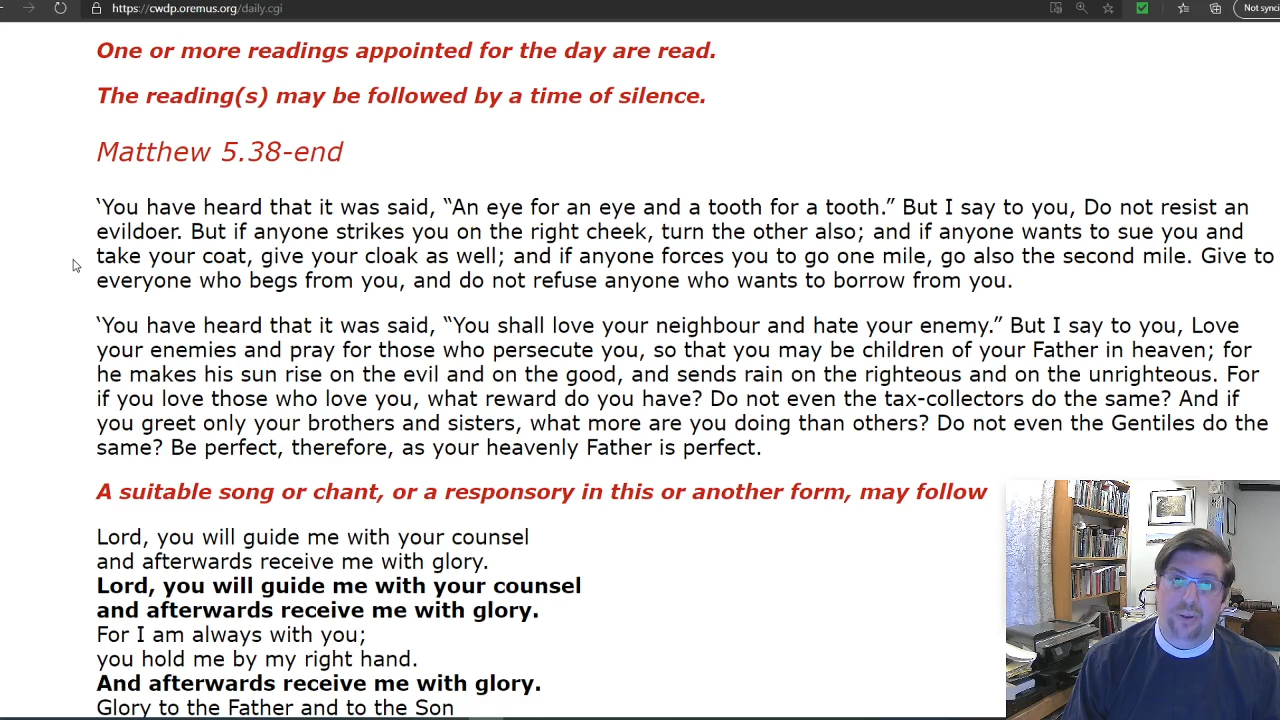 https://cwdp.oremus.org/daily.cgi
Not sync
One or more readings appointed for the day are read.
The reading(s) may be followed by a time of silence.
Matthew 5.38-end
‘You have heard that it was said, “An eye for an eye and a tooth for a tooth.” But I say to you, Do not resist an
evildoer. But if anyone strikes you on the right cheek, turn the other also; and if anyone wants to sue you and
take your coat, give your cloak as well; and if anyone forces you to go one mile, go also the second mile. Give to
everyone who begs from you, and do not refuse anyone who wants to borrow from you.
‘You have heard that it was said, “You shall love your neighbour and hate your enemy.” But I say to you, Love
your enemies and pray for those who persecute you, so that you may be children of your Father in heaven; for
he makes his sun rise on the evil and on the good, and sends rain on the righteous and on the unrighteous. For
if you love those who love you, what reward do you have? Do not even the tax-collectors do the same? And if
you greet only your brothers and sisters, what more are you doing than others? Do not even the Gentiles do the
same? Be perfect, therefore, as your heavenly Father is perfect.
A suitable song or chant, or a responsory in this or another form, may follow
Lord, you will guide me with your counsel
and afterwards receive me with glory.
Lord, you will guide me with your counsel
and afterwards receive me with glory.
For I am always with you;
you hold me by my right hand.
And afterwards receive me with glory.
Glory to the Father and to the Son